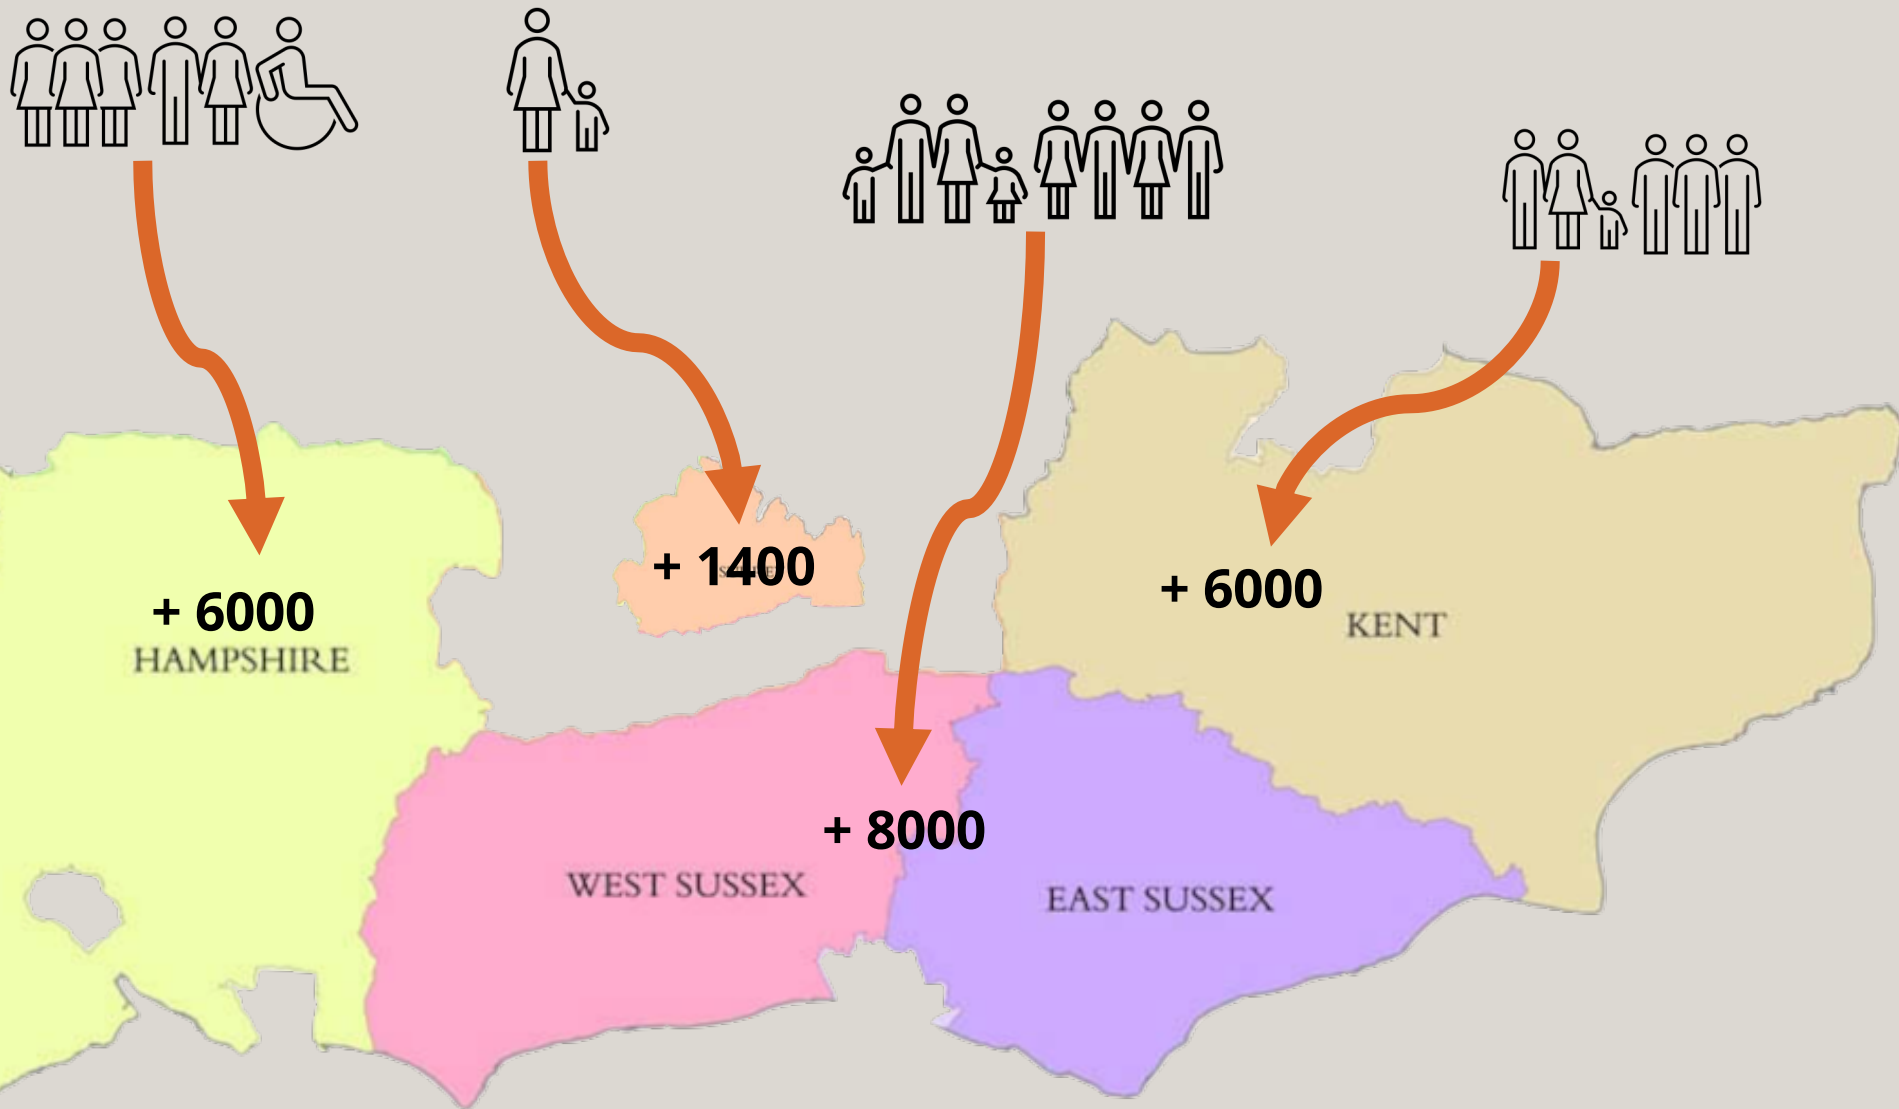 + 1400
+ 6000
+ 6000
HAMPSHIRE
KENT
+ 8000
WEST SUSSEX
EAST SUSSEX